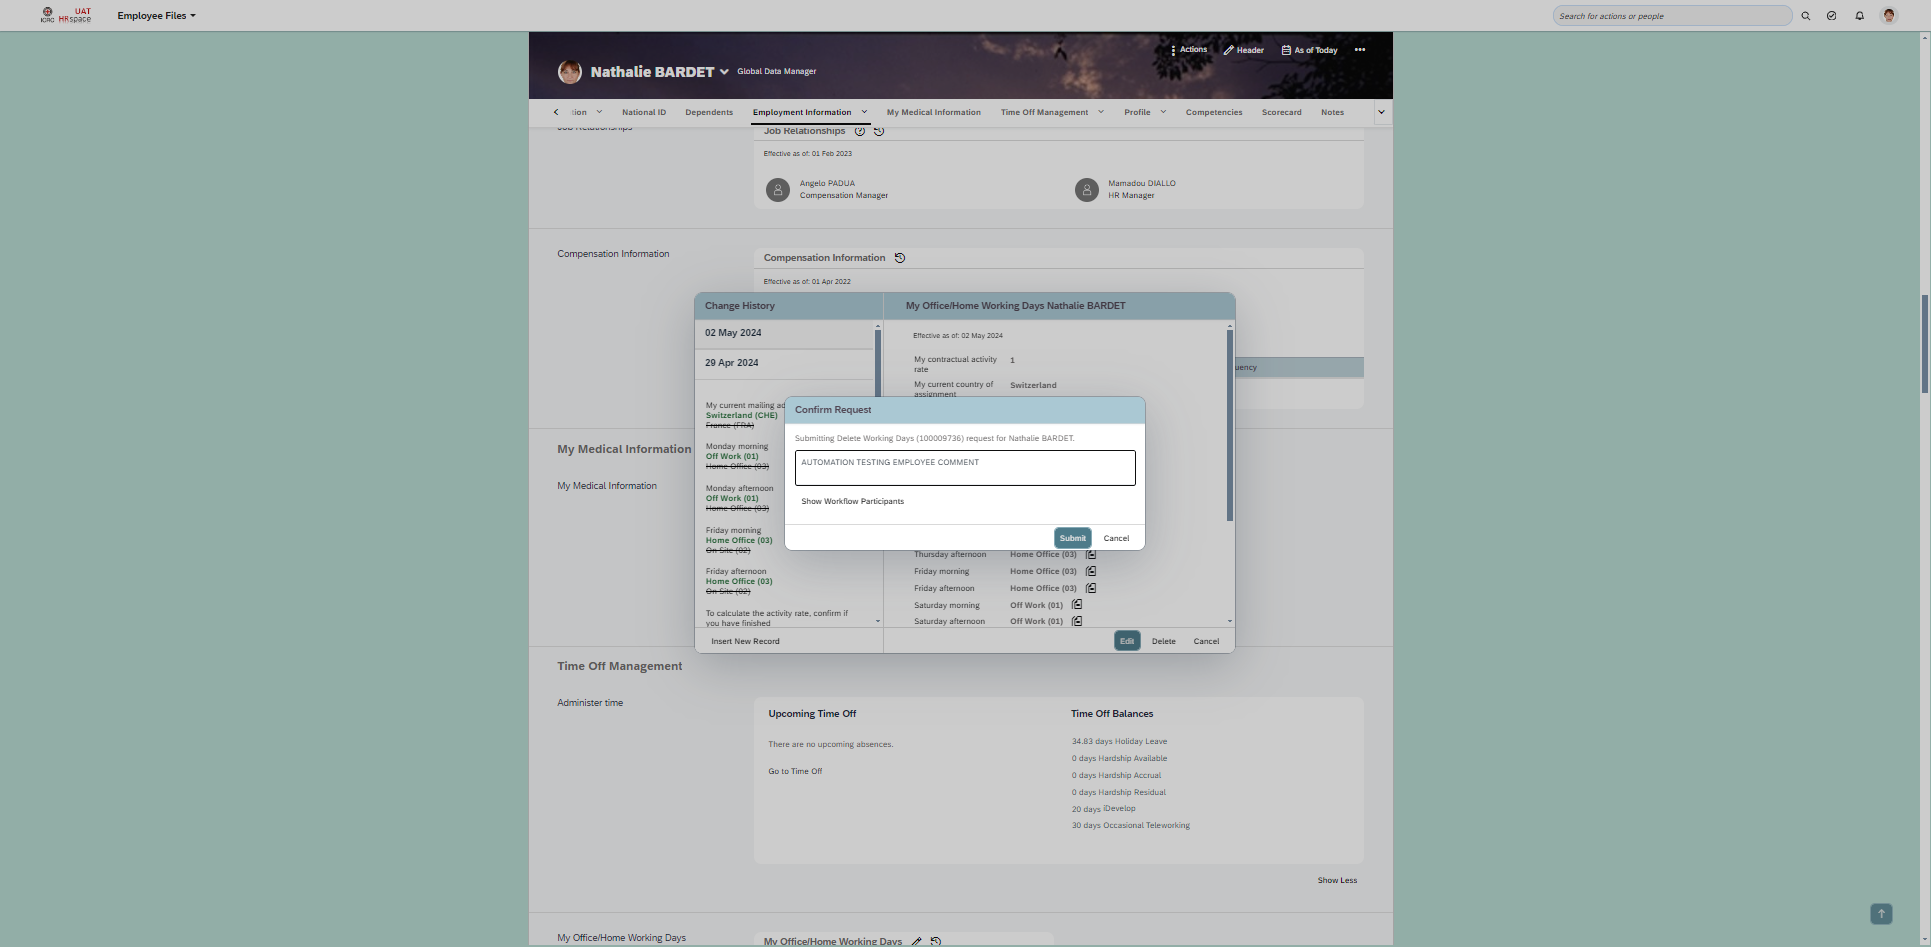 ICRC
UAT
HRspace
Employee Files
Search for actions or people
Actions
Header
As of Today
Nathalie BARDET
Global Data Manager
tion
National ID
Dependents
Employment Information
My Medical Information
Time Off Management
Profile
Competencies
Scorecard
Notes
Job Relationships
Job Relationships
Effective as of: 01 Feb 2023
Angelo PADUA
Compensation Manager
Mamadou DIALLO
HR Manager
Compensation Information
Compensation Information
Effective as of: 01 Apr 2022
uency
My Medical Information
My Medical Information
Change History
02 May 2024
29 Apr 2024
My current mailing ad
Switzerland (CHE)
France (FRA)
Monday morning
Off Work (01)
Home Office (03)
Monday afternoon
Off Work (01)
Home Office (03)
Friday morning
Home Office (03)
On Site (02)
Friday afternoon
Home Office (03)
On Site (02)
To calculate the activity rate, confirm if
you have finished
Insert New Record
My Office/Home Working Days Nathalie BARDET
Effective as of: 02 May 2024
My contractual activity
rate
1
My current country of
assignment
Switzerland
Confirm Request
Submitting Delete Working Days (100009736) request for Nathalie BARDET.
AUTOMATION TESTING EMPLOYEE COMMENT
Show Workflow Participants
Submit
Cancel
Thursday afternoon Home Office (03)
Friday morning Home Office (03)
Friday afternoon Home Office (03)
Saturday morning Off Work (01)
Saturday afternoon Off Work (01)
Edit
Delete
Cancel
Time Off Management
Administer time
Upcoming Time Off
There are no upcoming absences.
Go to Time Off
Time Off Balances
34.83 days Holiday Leave
0 days Hardship Available
0 days Hardship Accrual
0 days Hardship Residual
20 days iDevelop
30 days Occasional Teleworking
Show Less
My Office/Home Working Days
My Office/Home Working Days